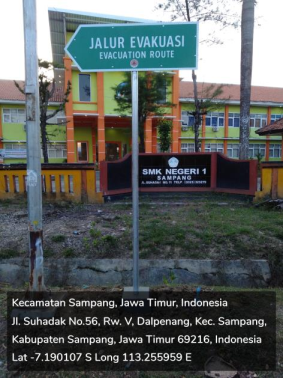 JALUR EVAKUASI
EVACUATION ROUTE
SMK NEGERI 1
SAMPANG
Kecamatan Sampang, Jawa Timur, Indonesia
Jl. Suhadak No.56, Rw. V, Dalpenang, Kec. Sampang,
Kabupaten Sampang, Jawa Timur 69216, Indonesia
Lat -7.190107 S Long 113.255959 E